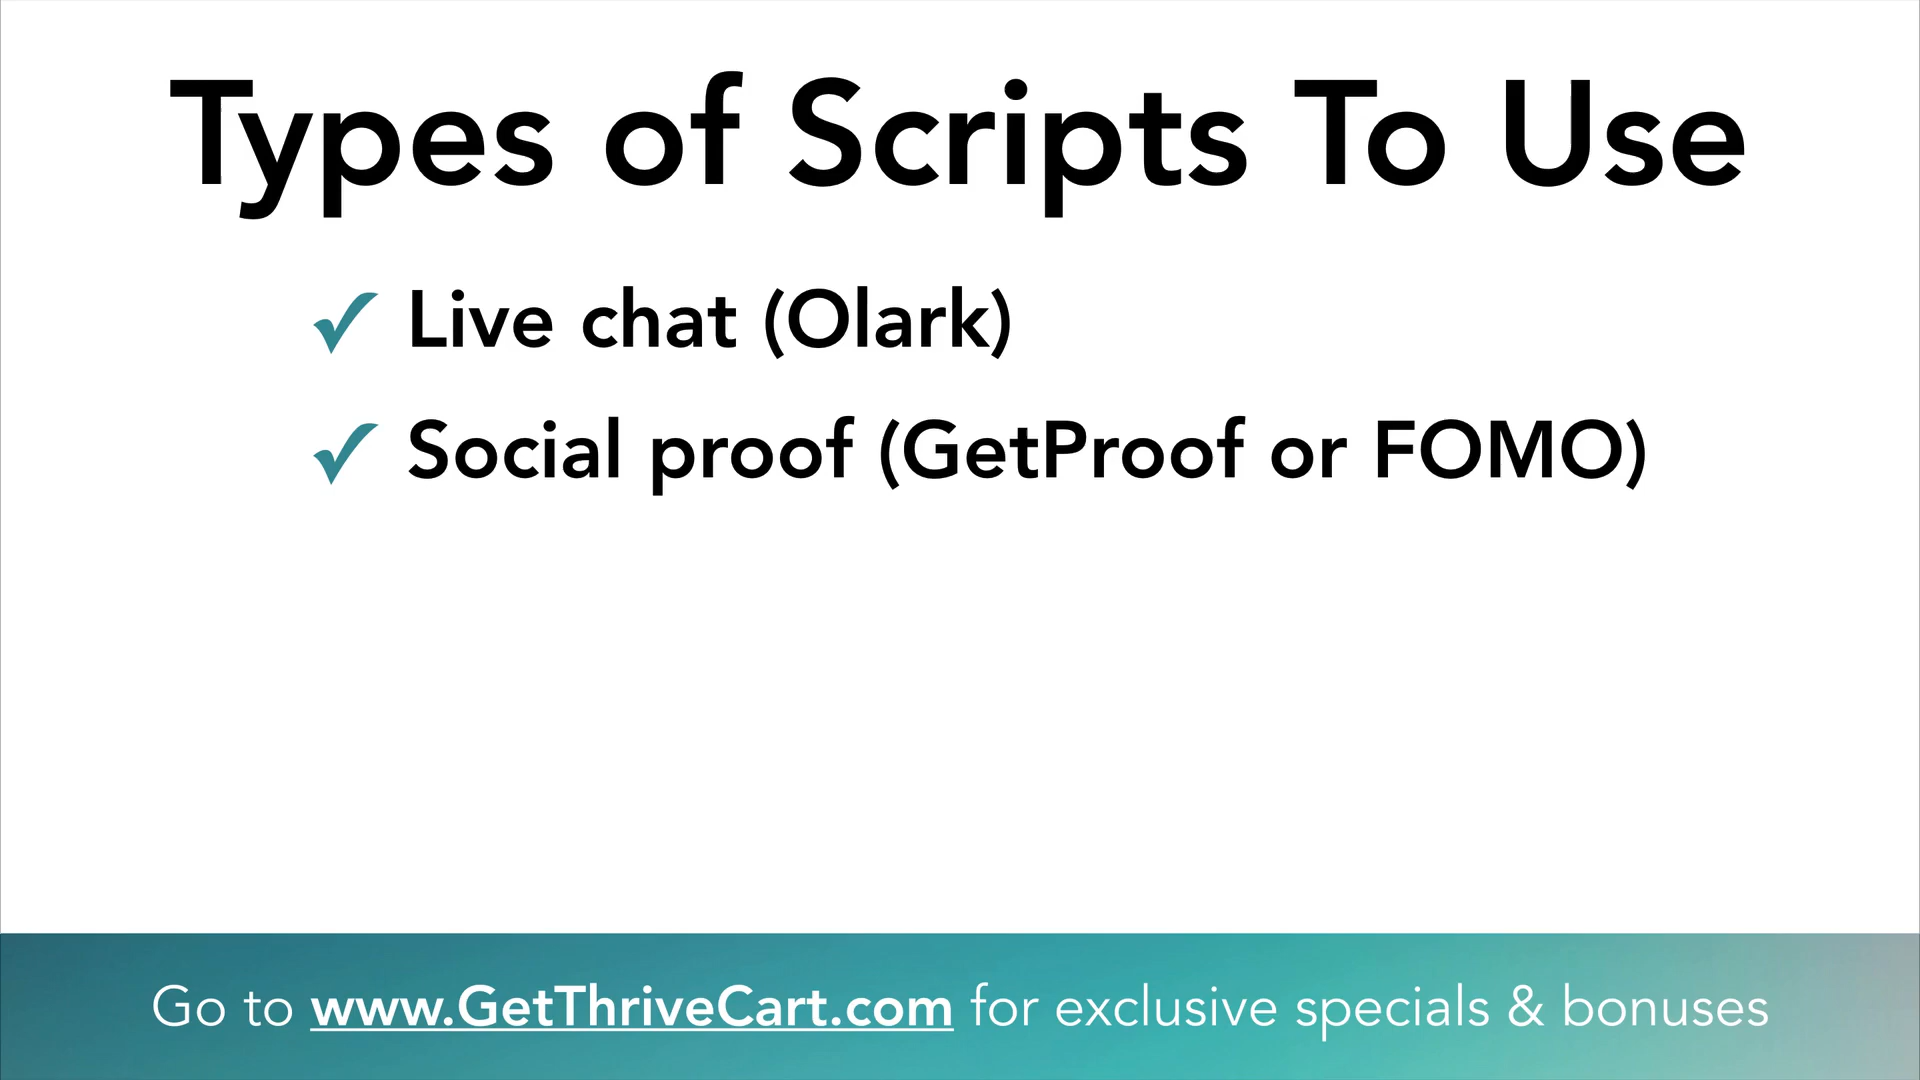 Types of Scripts To Use
✓ Live chat (Olark)
✓ Social proof (GetProof or FOMO)
Go to www.GetThriveCart.com for exclusive specials & bonuses